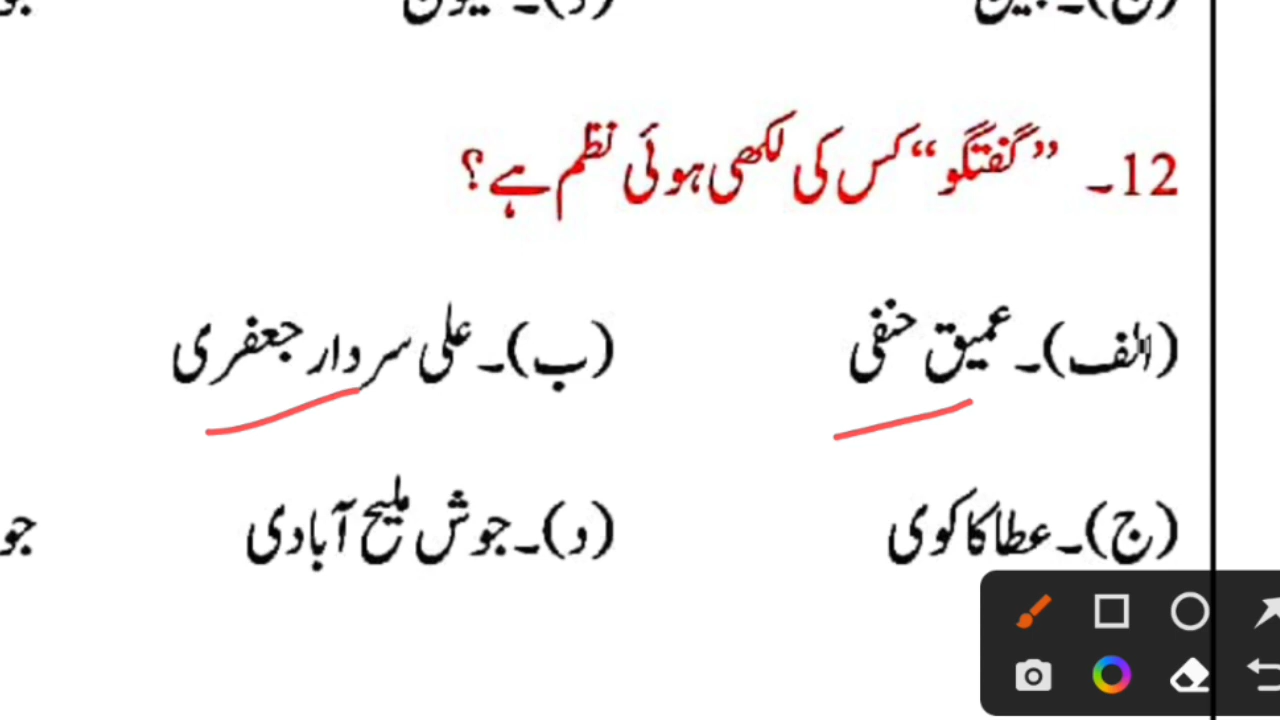 12۔ ”گفتگو“ کس کی لکھی ہوئی نظم ہے؟
(الف)۔ عمیق حنفی (ب)۔ علی سردار جعفری
(ج)۔ عطا کاکوی (د)۔ جوش ملیح آبادی